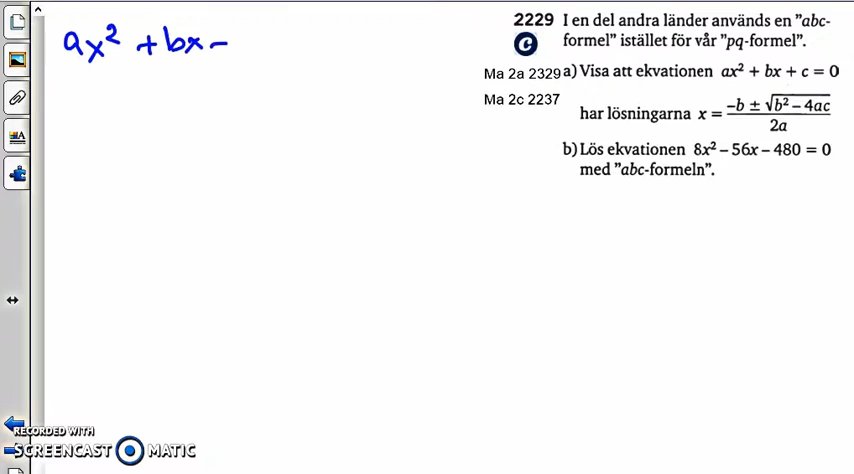 ax² + bx −
2229 I en del andra länder används en "abc-
C formel" istället för vår "pq-formel".
Ma 2a 2329 a) Visa att ekvationen ax² + bx + c = 0
Ma 2c 2237
har lösningarna x = (−b ± √(b² − 4ac)) / 2a
b) Lös ekvationen 8x² − 56x − 480 = 0
med "abc-formeln".
RECORDED WITH
SCREENCAST MATIC